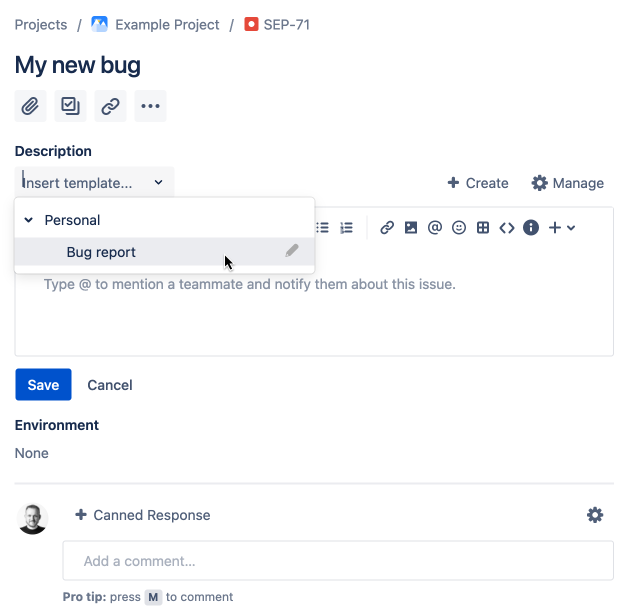 Projects / Example Project / SEP-71
My new bug
Description
Insert template...
+ Create
Manage
Personal
Bug report
Type @ to mention a teammate and notify them about this issue.
Save
Cancel
Environment
None
+ Canned Response
Add a comment...
Pro tip: press M to comment